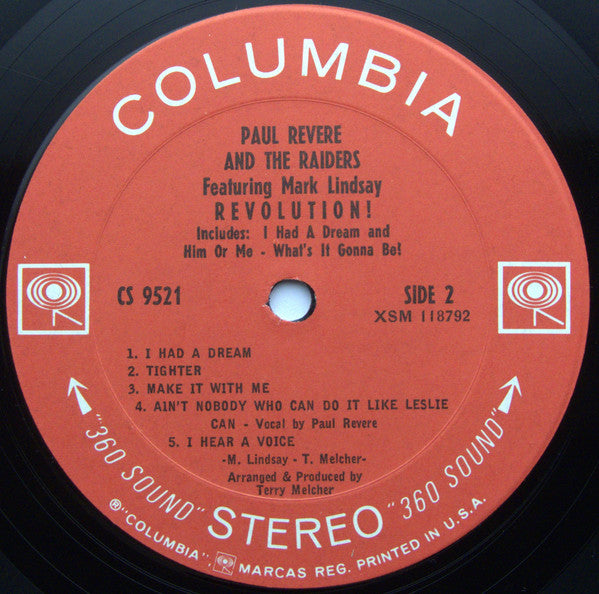 COLUMBIA
PAUL REVERE
AND THE RAIDERS
Featuring Mark Lindsay
REVOLUTION!
Includes: I Had A Dream and
Him Or Me - What's It Gonna Be!
CS 9521
SIDE 2
XSM 118792
1. I HAD A DREAM
2. TIGHTER
3. MAKE IT WITH ME
4. AIN'T NOBODY WHO CAN DO IT LIKE LESLIE
CAN - Vocal by Paul Revere
5. I HEAR A VOICE
-M. Lindsay - T. Melcher-
Arranged & Produced by
Terry Melcher
"360 SOUND" STEREO "360 SOUND"
®"COLUMBIA", MARCAS REG. PRINTED IN U.S.A.